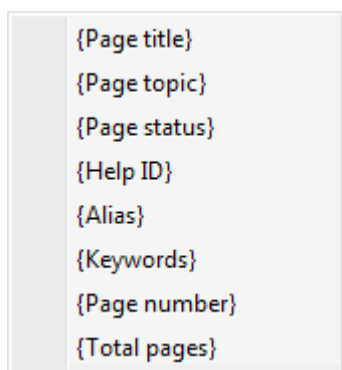 {Page title}
{Page topic}
{Page status}
{Help ID}
{Alias}
{Keywords}
{Page number}
{Total pages}